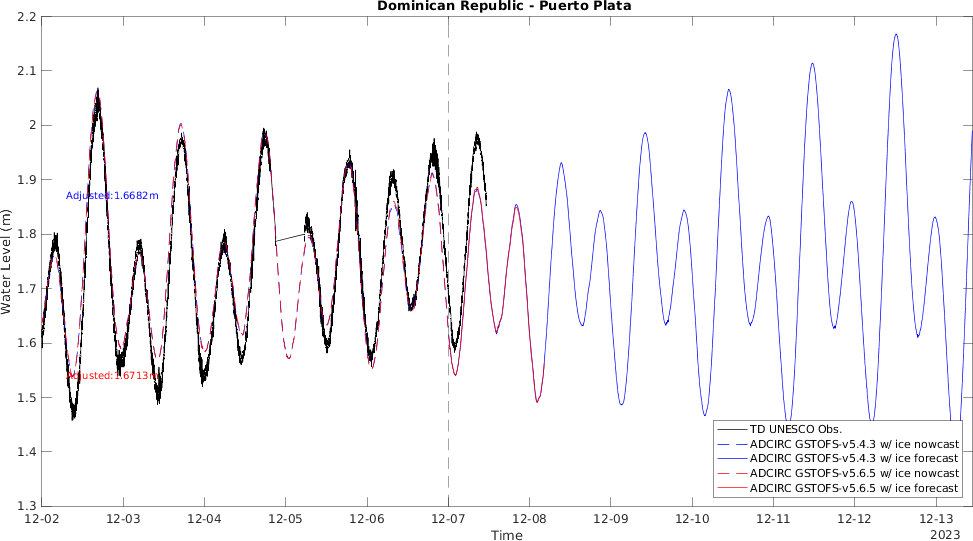 Dominican Republic - Puerto Plata
Water Level (m)
2.2
2.1
2
1.9
1.8
1.7
1.6
1.5
1.4
1.3
Adjusted:1.6682m
Adjusted:1.6713m
TD UNESCO Obs.
ADCIRC GSTOFS-v5.4.3 w/ ice nowcast
ADCIRC GSTOFS-v5.4.3 w/ ice forecast
ADCIRC GSTOFS-v5.6.5 w/ ice nowcast
ADCIRC GSTOFS-v5.6.5 w/ ice forecast
12-02 12-03 12-04 12-05 12-06 12-07 12-08 12-09 12-10 12-11 12-12 12-13
Time
2023